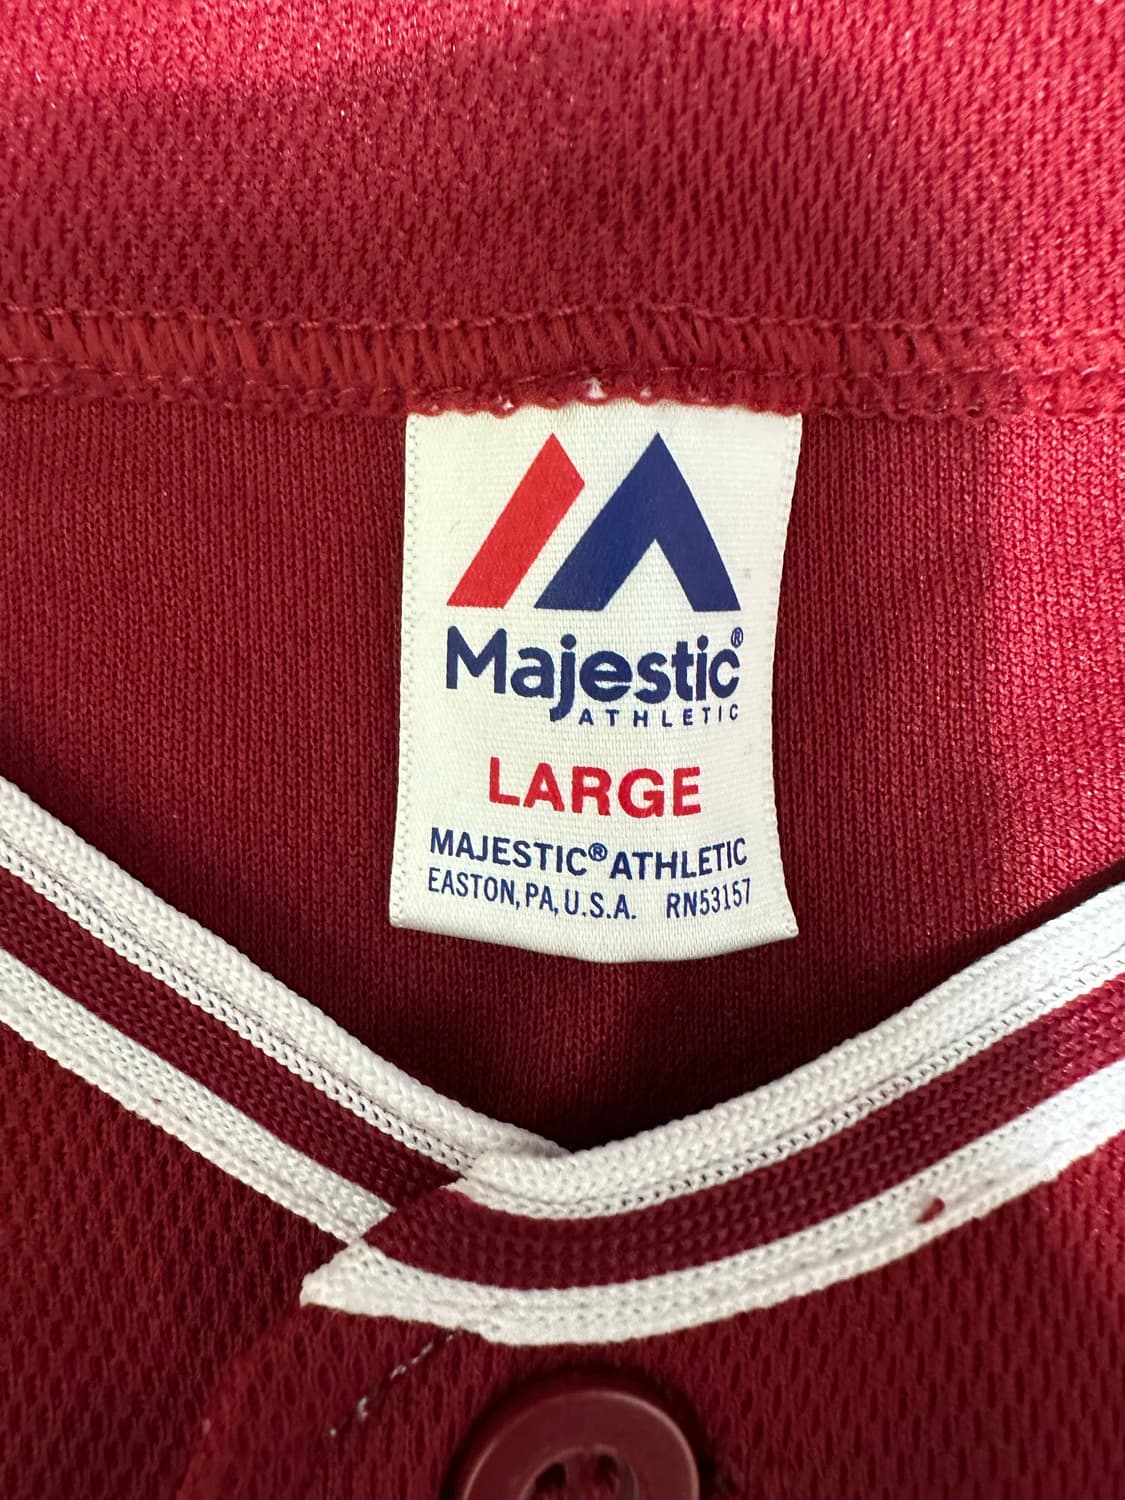 Majestic®
ATHLETIC
LARGE
MAJESTIC® ATHLETIC
EASTON, PA, U.S.A. RN53157